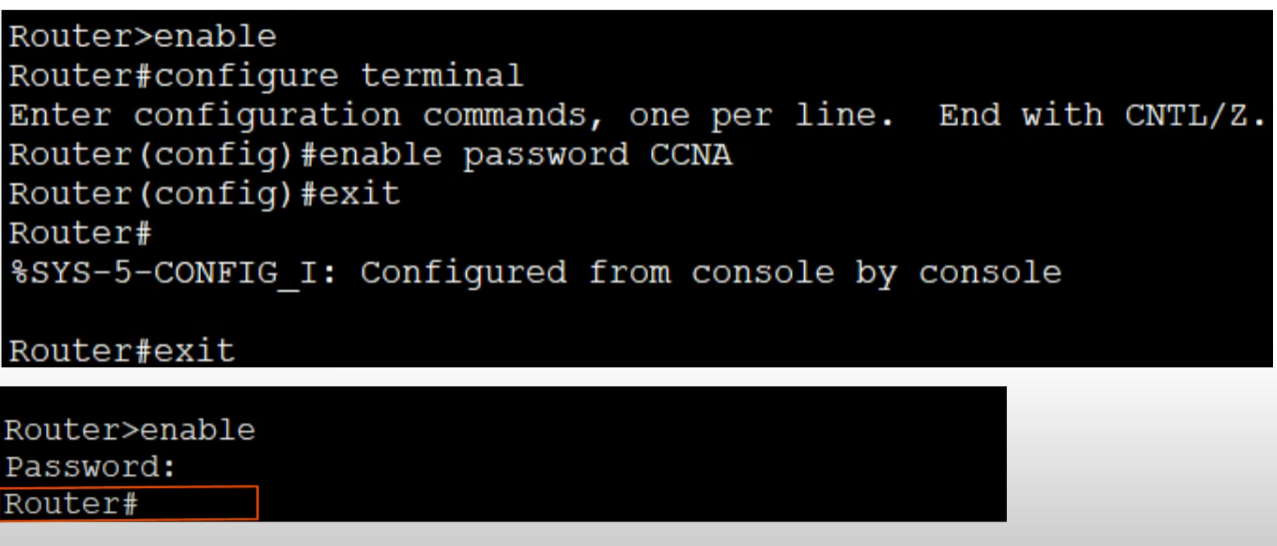 Router>enable
Router#configure terminal
Enter configuration commands, one per line.  End with CNTL/Z.
Router(config)#enable password CCNA
Router(config)#exit
Router#
%SYS-5-CONFIG_I: Configured from console by console
Router#exit
Router>enable
Password:
Router#